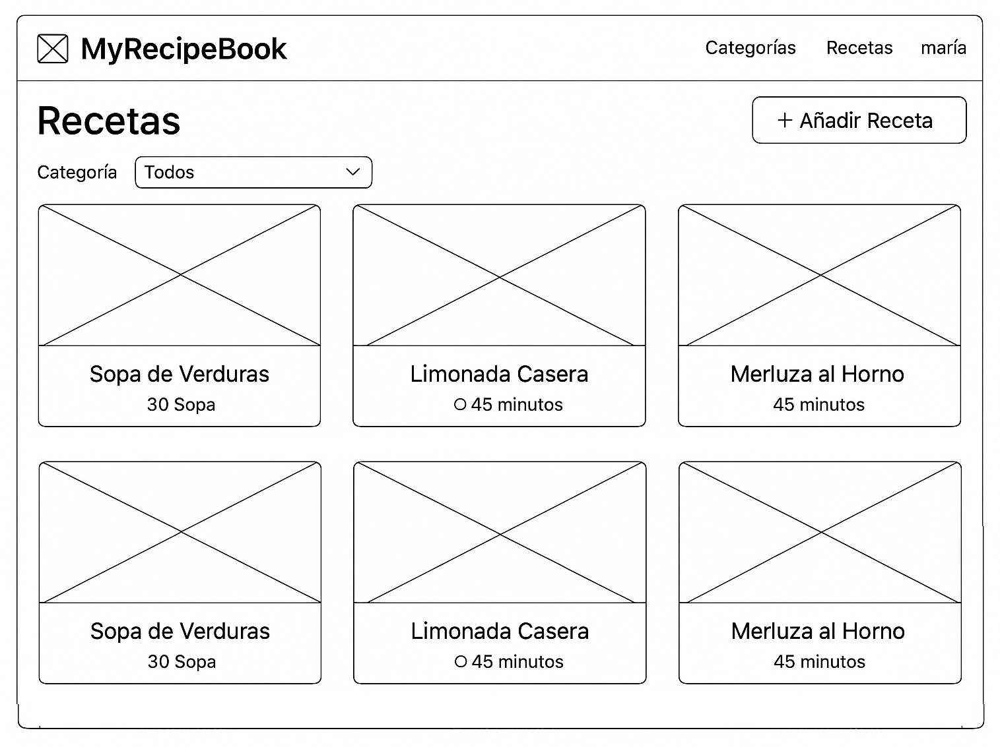 MyRecipeBook
Categorías Recetas maría
Recetas
+ Añadir Receta
Categoría Todos
Sopa de Verduras
30 Sopa
Limonada Casera
45 minutos
Merluza al Horno
45 minutos
Sopa de Verduras
30 Sopa
Limonada Casera
45 minutos
Merluza al Horno
45 minutos